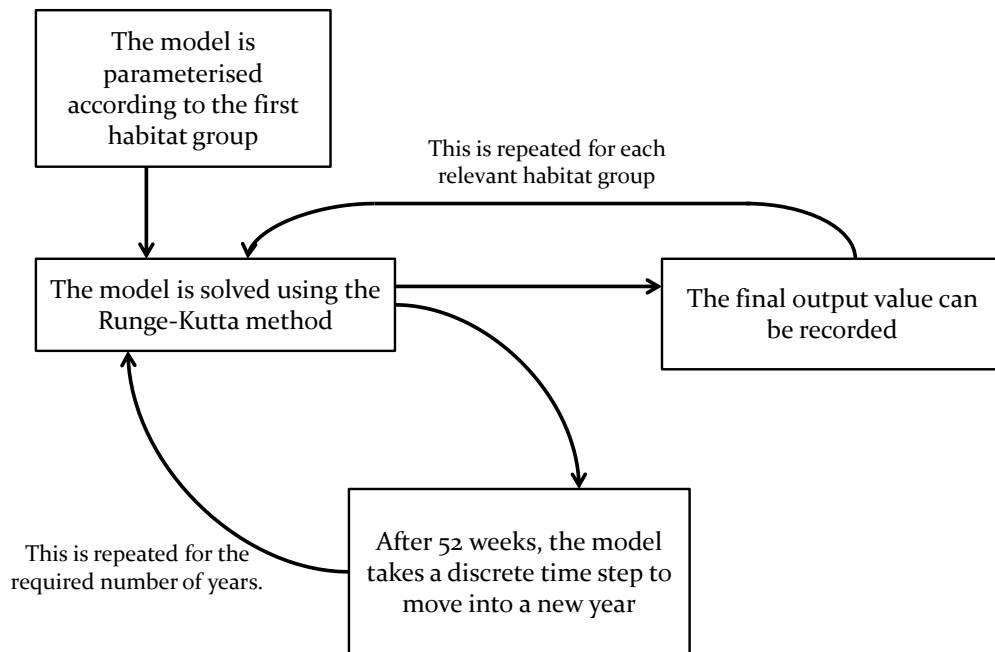 The model is
parameterised
according to the first
habitat group
This is repeated for each
relevant habitat group
The model is solved using the
Runge-Kutta method
The final output value can
be recorded
This is repeated for the
required number of years.
After 52 weeks, the model
takes a discrete time step to
move into a new year